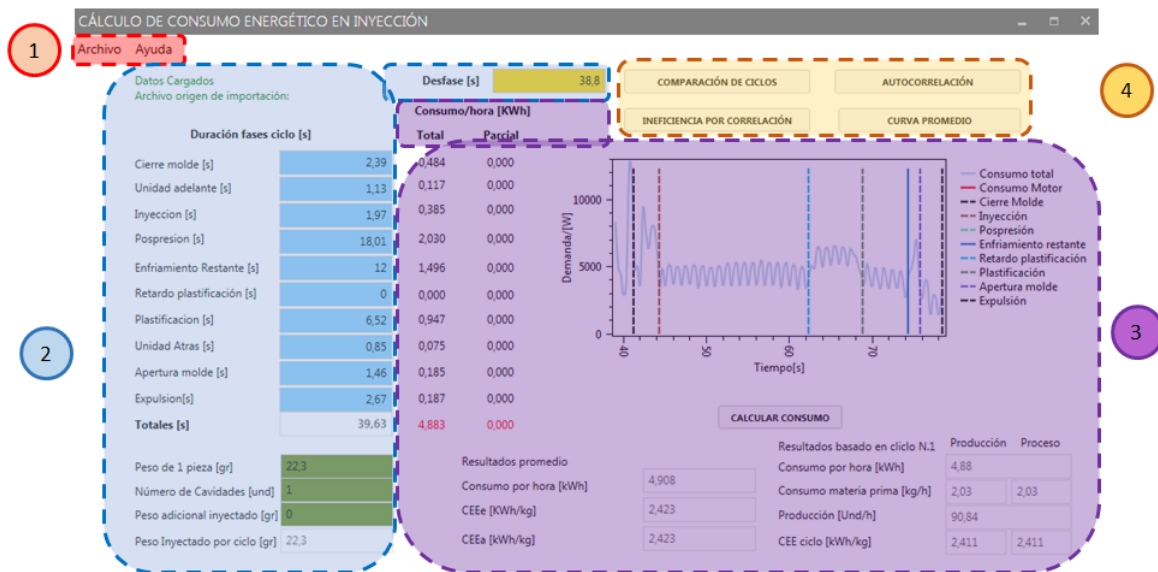 CÁLCULO DE CONSUMO ENERGÉTICO EN INYECCIÓN
1
Archivo Ayuda
Datos Cargados
Archivo origen de importación:
Desfase [s] 38,8
COMPARACIÓN DE CICLOS AUTOCORRELACIÓN
4
INEFICIENCIA POR CORRELACIÓN CURVA PROMEDIO
Consumo/hora [KWh]
Duración fases ciclo [s] Total Parcial
Cierre molde [s] 2,39 0,484 0,000
Unidad adelante [s] 1,13 0,117 0,000
Inyeccion [s] 1,97 0,385 0,000
Pospresion [s] 18,01 2,030 0,000
Enfriamiento Restante [s] 12 1,496 0,000
Retardo plastificación [s] 0 0,000 0,000
Plastificacion [s] 6,52 0,947 0,000
Unidad Atras [s] 0,85 0,075 0,000
Apertura molde [s] 1,46 0,185 0,000
Expulsion[s] 2,67 0,187 0,000
Totales [s] 39,63 4,883 0,000
2
Demanda/[W]
10000
5000
0
40 50 60 70
Tiempo[s]
Consumo total
Consumo Motor
Cierre Molde
Inyección
Pospresión
Enfriamiento restante
Retardo plastificación
Plastificación
Apertura molde
Expulsión
3
CALCULAR CONSUMO
Peso de 1 pieza [gr] 22,3
Número de Cavidades [und] 1
Peso adicional inyectado [gr] 0
Peso Inyectado por ciclo [gr] 22,3
Resultados promedio
Consumo por hora [kWh] 4,908
CEEe [KWh/kg] 2,423
CEEa [kWh/kg] 2,423
Resultados basado en cliclo N.1 Producción Proceso
Consumo por hora [kWh] 4,88
Consumo materia prima [kg/h] 2,03 2,03
Producción [Und/h] 90,84
CEE ciclo [kWh/kg] 2,411 2,411